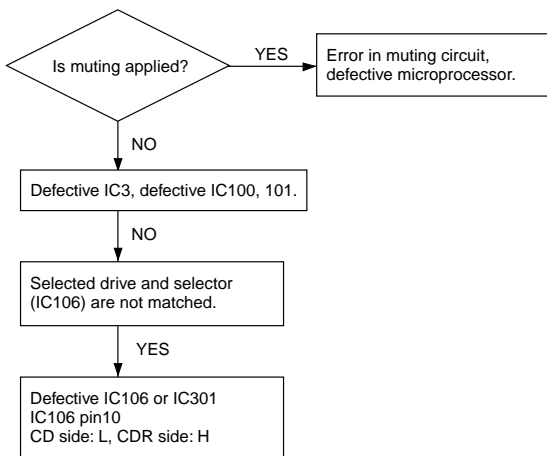 Is muting applied?
YES
Error in muting circuit,
defective microprocessor.
NO
Defective IC3, defective IC100, 101.
NO
Selected drive and selector
(IC106) are not matched.
YES
Defective IC106 or IC301
IC106 pin10
CD side: L, CDR side: H